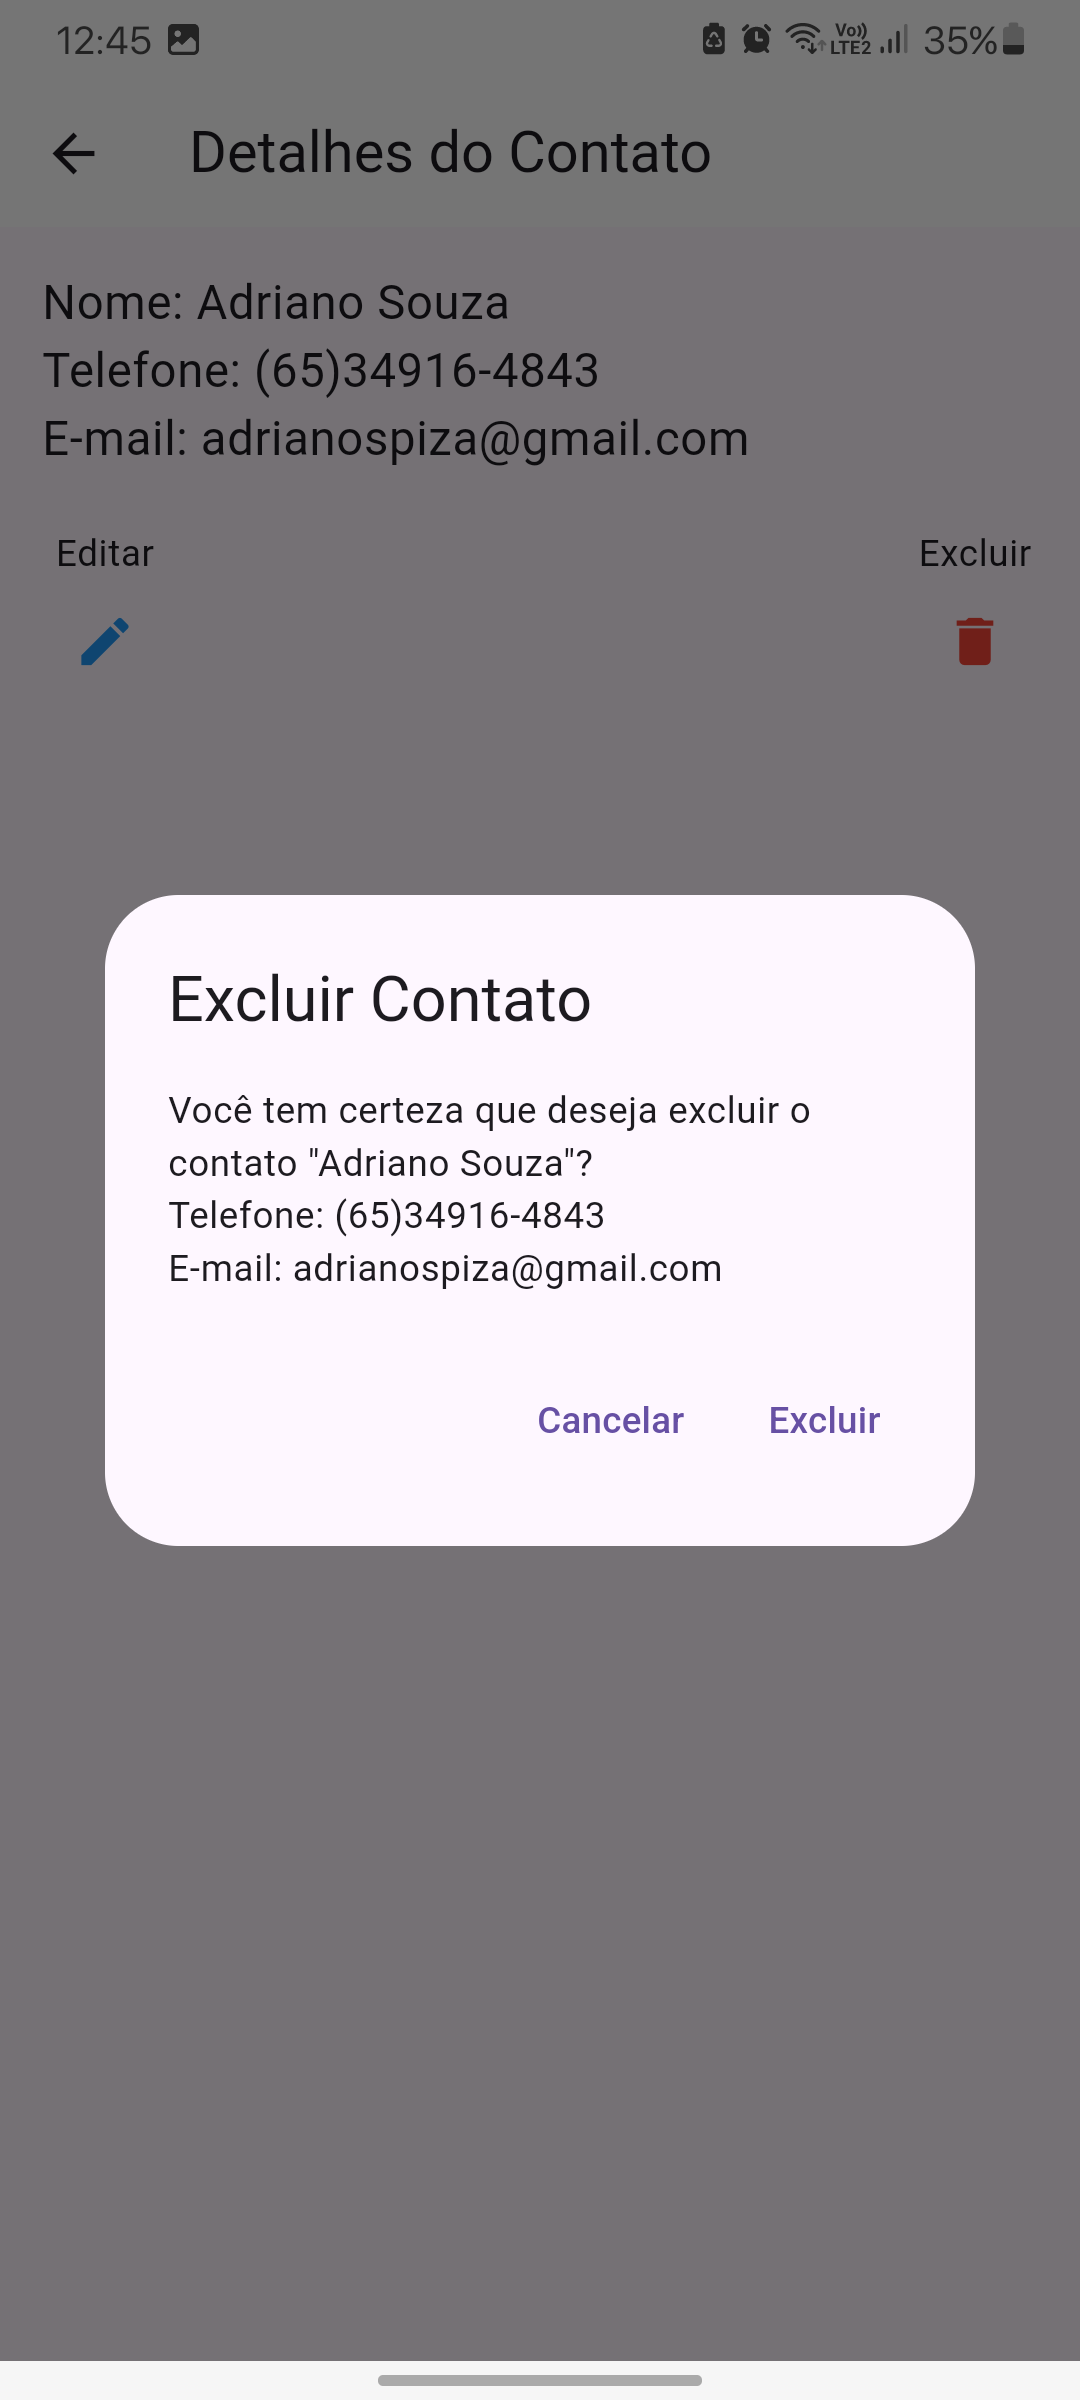 12:45
Vo)) LTE2 35%
Detalhes do Contato
Nome: Adriano Souza
Telefone: (65)34916-4843
E-mail: adrianospiza@gmail.com
Editar Excluir
Excluir Contato
Você tem certeza que deseja excluir o
contato "Adriano Souza"?
Telefone: (65)34916-4843
E-mail: adrianospiza@gmail.com
Cancelar Excluir